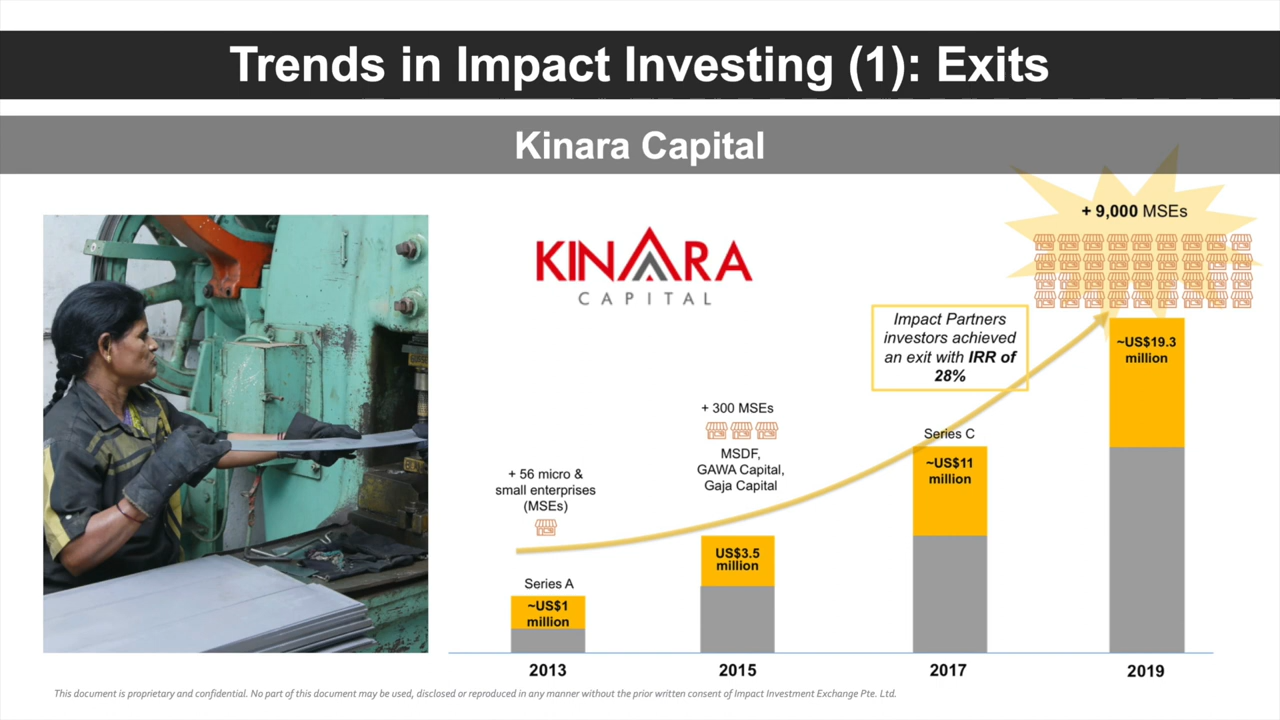 Trends in Impact Investing (1): Exits
Kinara Capital
KINARA
CAPITAL
+ 56 micro &
small enterprises
(MSEs)
Series A
~US$1
million
+ 300 MSEs
MSDF,
GAWA Capital,
Gaja Capital
US$3.5
million
Impact Partners
investors achieved
an exit with IRR of
28%
Series C
~US$11
million
+ 9,000 MSEs
~US$19.3
million
2013
2015
2017
2019
This document is proprietary and confidential. No part of this document may be used, disclosed or reproduced in any manner without the prior written consent of Impact Investment Exchange Pte. Ltd.